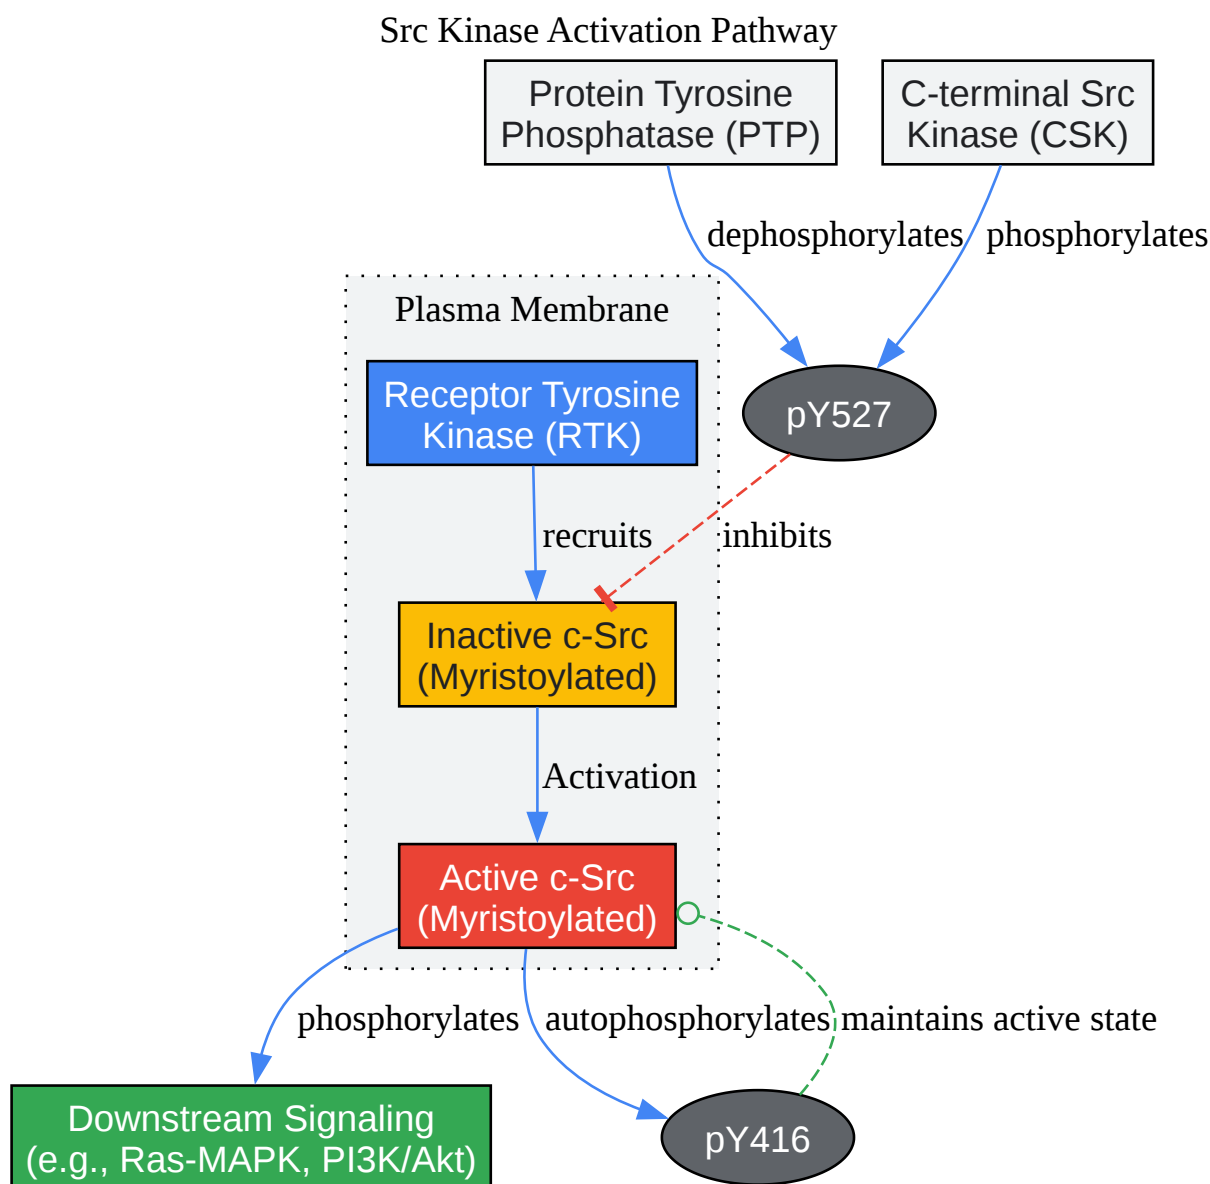 Src Kinase Activation Pathway
Protein Tyrosine
Phosphatase (PTP)
C-terminal Src
Kinase (CSK)
dephosphorylates
phosphorylates
Plasma Membrane
Receptor Tyrosine
Kinase (RTK)
pY527
recruits
inhibits
Inactive c-Src
(Myristoylated)
Activation
Active c-Src
(Myristoylated)
phosphorylates
autophosphorylates
maintains active state
Downstream Signaling
(e.g., Ras-MAPK, PI3K/Akt)
pY416